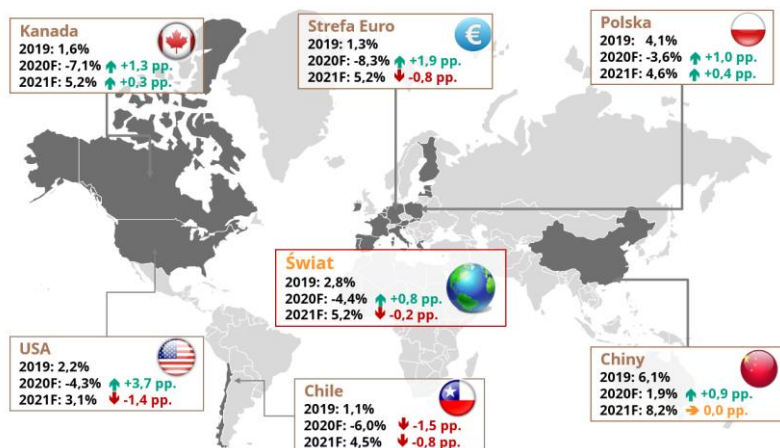 Kanada
2019: 1,6%
2020F: -7,1% +1,3 pp.
2021F: 5,2% +0,3 pp.
Strefa Euro
€
2019: 1,3%
2020F: -8,3% +1,9 pp.
2021F: 5,2% -0,8 pp.
Polska
2019: 4,1%
2020F: -3,6% +1,0 pp.
2021F: 4,6% +0,4 pp.
Świat
2019: 2,8%
2020F: -4,4% +0,8 pp.
2021F: 5,2% -0,2 pp.
USA
2019: 2,2%
2020F: -4,3% +3,7 pp.
2021F: 3,1% -1,4 pp.
Chile
2019: 1,1%
2020F: -6,0% -1,5 pp.
2021F: 4,5% -0,8 pp.
Chiny
2019: 6,1%
2020F: 1,9% +0,9 pp.
2021F: 8,2% 0,0 pp.